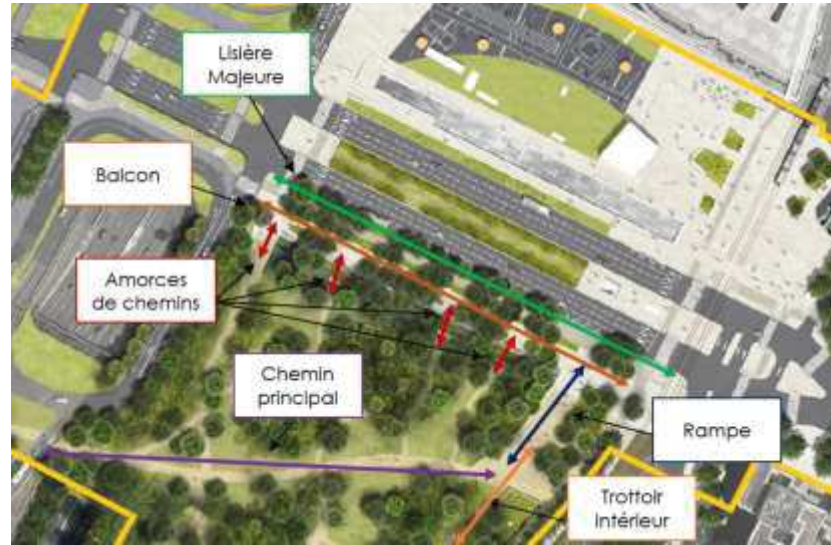 Lisière
Majeure
Balcon
Amorces
de chemins
Chemin
principal
Rampe
Trottoir
intérieur